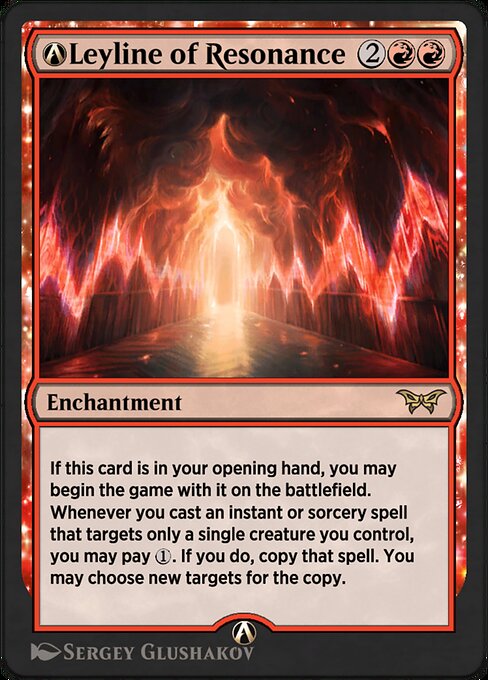 Leyline of Resonance 2
Enchantment
If this card is in your opening hand, you may
begin the game with it on the battlefield.
Whenever you cast an instant or sorcery spell
that targets only a single creature you control,
you may pay 1. If you do, copy that spell. You
may choose new targets for the copy.
Sergey Glushakov